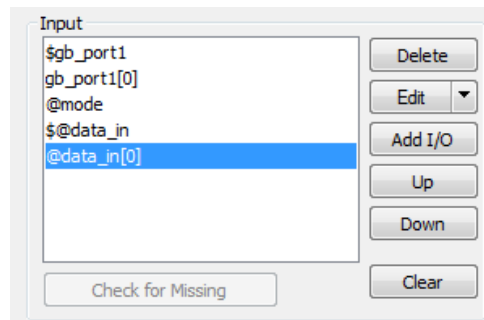 Input
$gb_port1
gb_port1[0]
@mode
$@data_in
@data_in[0]
Delete
Edit
Add I/O
Up
Down
Check for Missing
Clear